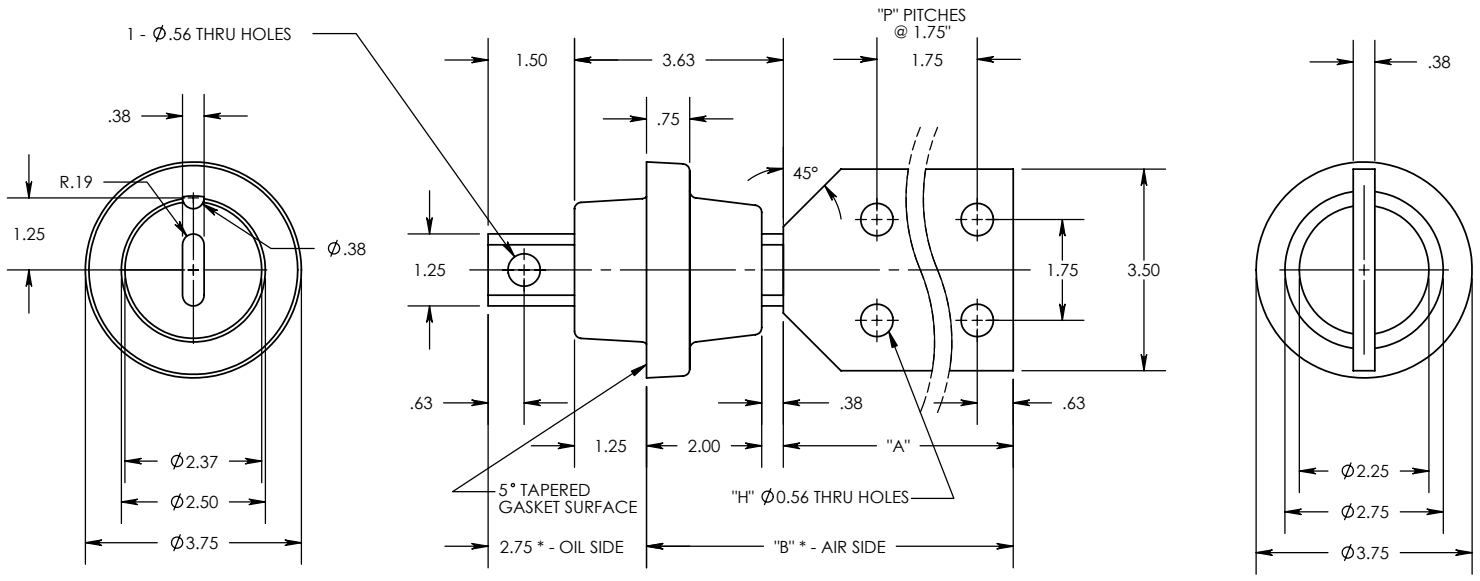 "P" PITCHES
@ 1.75"
1 - Ø.56 THRU HOLES
1.50
3.63
1.75
.38
.38
.75
45°
R.19
1.25
Ø.38
1.25
1.75
3.50
.63
.38
.63
1.25
2.00
"A"
Ø2.37
Ø2.25
5° TAPERED
GASKET SURFACE
"H" Ø0.56 THRU HOLES
Ø2.50
Ø2.75
Ø3.75
2.75 * - OIL SIDE
"B" * - AIR SIDE
Ø3.75